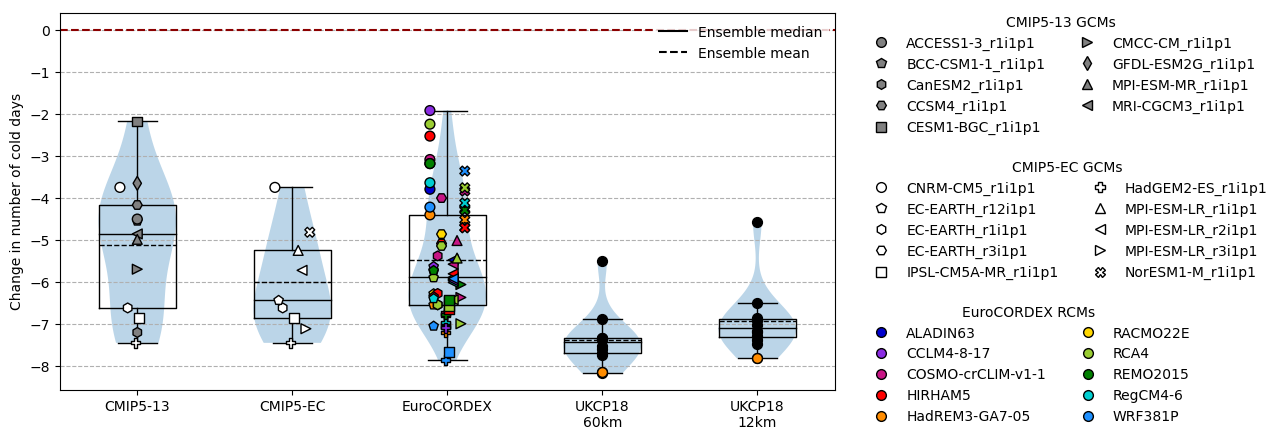 Change in number of cold days
0
−1
−2
−3
−4
−5
−6
−7
−8
Ensemble median
Ensemble mean
CMIP5-13
CMIP5-EC
EuroCORDEX
UKCP18
60km
UKCP18
12km
CMIP5-13 GCMs
ACCESS1-3_r1i1p1
BCC-CSM1-1_r1i1p1
CanESM2_r1i1p1
CCSM4_r1i1p1
CESM1-BGC_r1i1p1
CMCC-CM_r1i1p1
GFDL-ESM2G_r1i1p1
MPI-ESM-MR_r1i1p1
MRI-CGCM3_r1i1p1
CMIP5-EC GCMs
CNRM-CM5_r1i1p1
EC-EARTH_r12i1p1
EC-EARTH_r1i1p1
EC-EARTH_r3i1p1
IPSL-CM5A-MR_r1i1p1
HadGEM2-ES_r1i1p1
MPI-ESM-LR_r1i1p1
MPI-ESM-LR_r2i1p1
MPI-ESM-LR_r3i1p1
NorESM1-M_r1i1p1
EuroCORDEX RCMs
ALADIN63
CCLM4-8-17
COSMO-crCLIM-v1-1
HIRHAM5
HadREM3-GA7-05
RACMO22E
RCA4
REMO2015
RegCM4-6
WRF381P